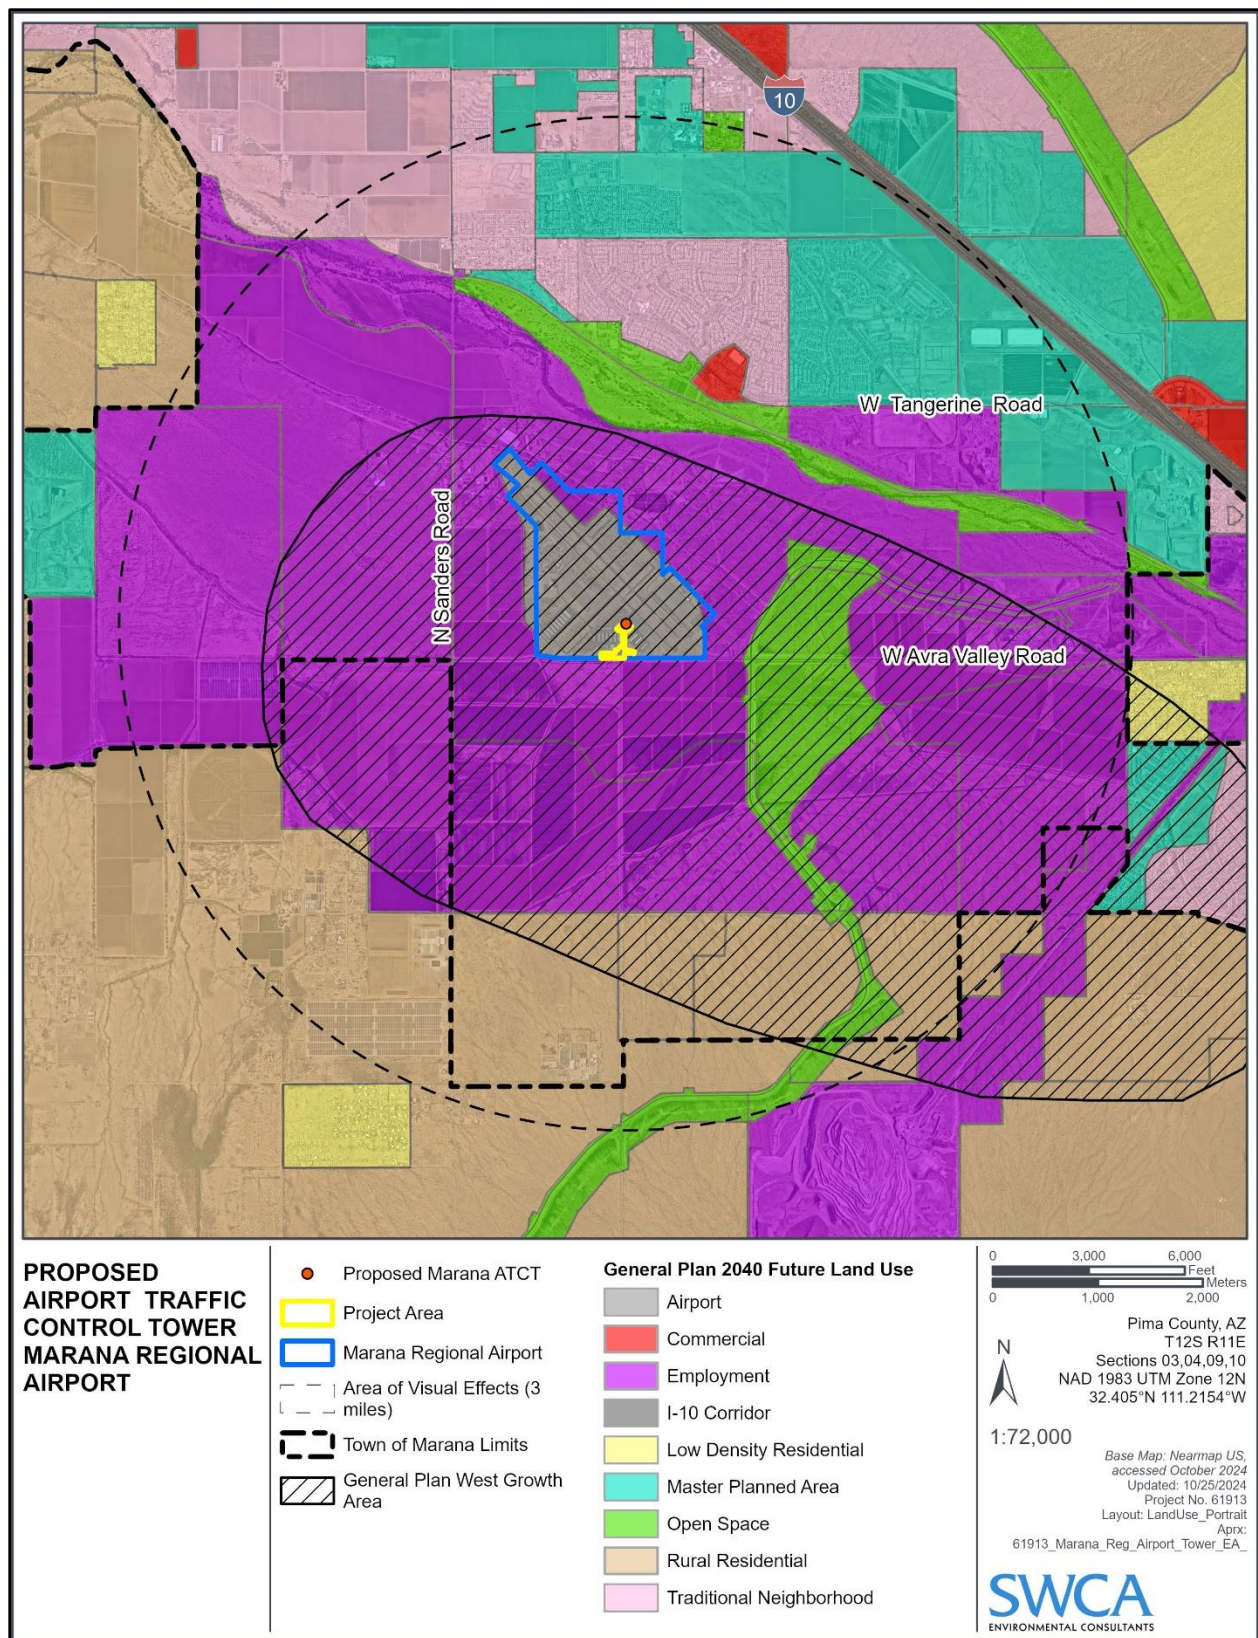 10
W Tangerine Road
N Sanders Road
W Avra Valley Road
PROPOSED
AIRPORT TRAFFIC
CONTROL TOWER
MARANA REGIONAL
AIRPORT
Proposed Marana ATCT
Project Area
Marana Regional Airport
Area of Visual Effects (3
miles)
Town of Marana Limits
General Plan West Growth
Area
General Plan 2040 Future Land Use
Airport
Commercial
Employment
I-10 Corridor
Low Density Residential
Master Planned Area
Open Space
Rural Residential
Traditional Neighborhood
0 3,000 6,000
Feet
Meters
0 1,000 2,000
Pima County, AZ
T12S R11E
Sections 03,04,09,10
NAD 1983 UTM Zone 12N
32.405°N 111.2154°W
N
1:72,000
Base Map: Nearmap US,
accessed October 2024
Updated: 10/25/2024
Project No. 61913
Layout: LandUse_Portrait
Aprx:
61913_Marana_Reg_Airport_Tower_EA_
SWCA
ENVIRONMENTAL CONSULTANTS